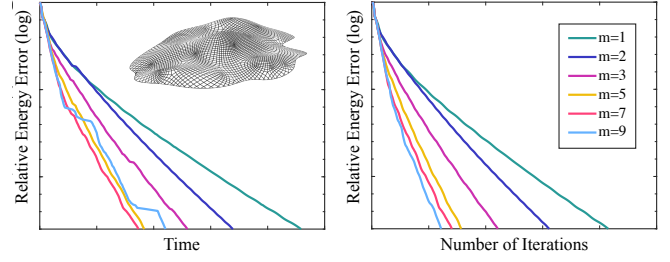 Relative Energy Error (log)
Time
Relative Energy Error (log)
m=1
m=2
m=3
m=5
m=7
m=9
Number of Iterations